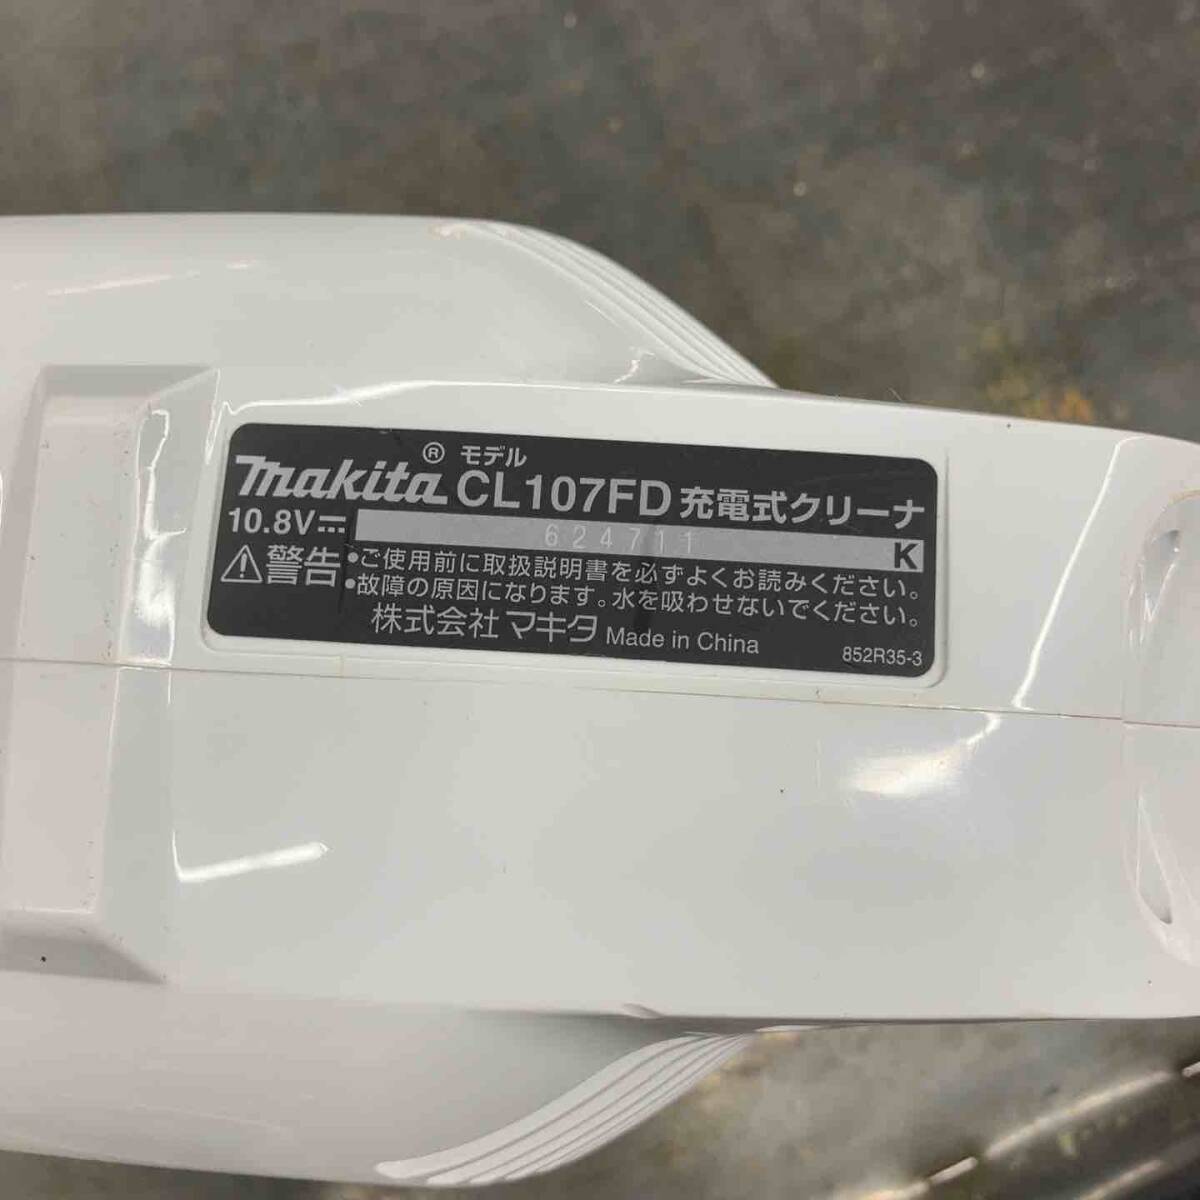 makita® モデル CL107FD 充電式クリーナ
10.8V⎓ 624711 K
⚠警告 •ご使用前に取扱説明書を必ずよくお読みください。
•故障の原因になります。水を吸わせないでください。
株式会社 マキタ Made in China 852R35-3